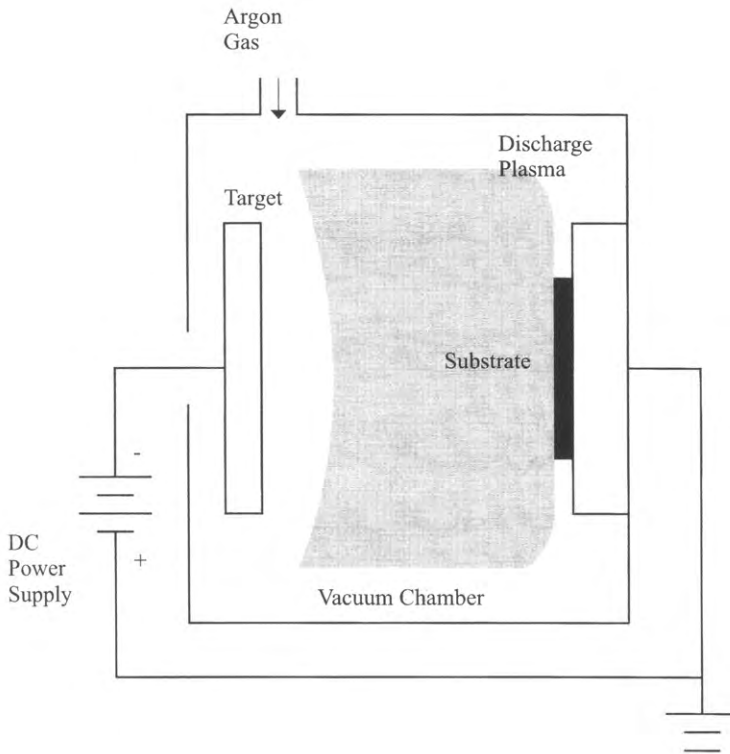 Argon
Gas
Discharge
Plasma
Target
Substrate
-
DC
Power
Supply
+
Vacuum Chamber